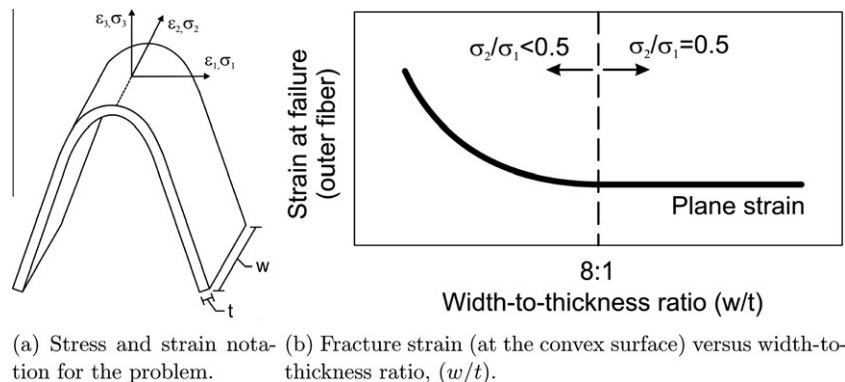 ε3,σ3
ε2,σ2
ε1,σ1
w
t
Strain at failure
(outer fiber)
σ2/σ1<0.5
σ2/σ1=0.5
Plane strain
8:1
Width-to-thickness ratio (w/t)
(a) Stress and strain nota-
tion for the problem.
(b) Fracture strain (at the convex surface) versus width-to-
thickness ratio, (w/t).